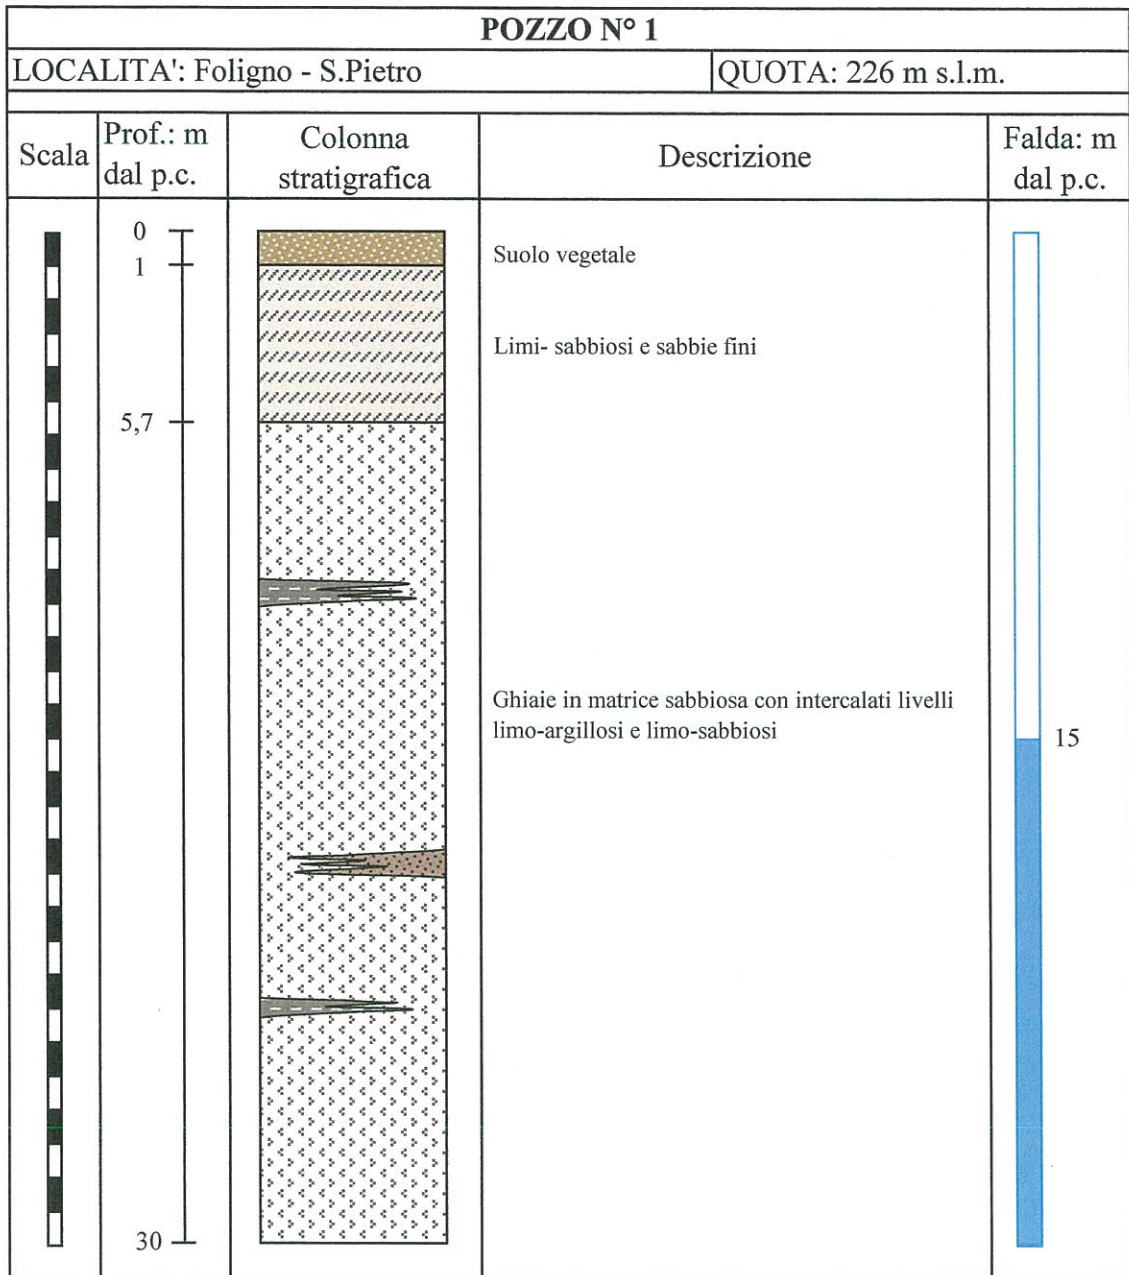 POZZO N° 1
LOCALITA': Foligno - S.Pietro
QUOTA: 226 m s.l.m.
Scala
Prof.: m
dal p.c.
Colonna
stratigrafica
Descrizione
Falda: m
dal p.c.
0
Suolo vegetale
1
Limi- sabbiosi e sabbie fini
5,7
Ghiaie in matrice sabbiosa con intercalati livelli
limo-argillosi e limo-sabbiosi
15
30